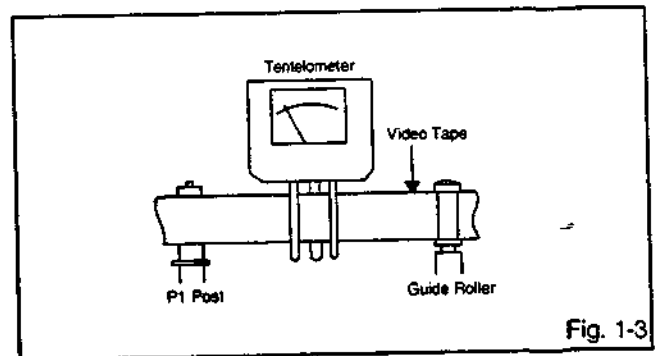 Tentelometer
Video Tape
P1 Post
Guide Roller
Fig. 1-3